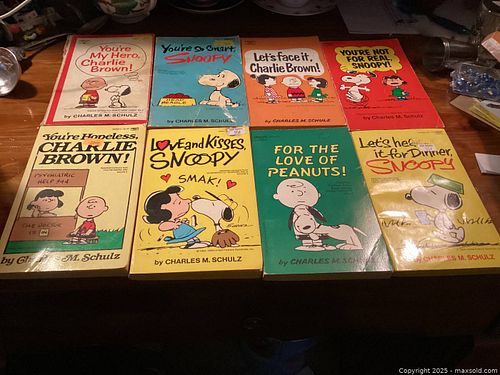 You're
My Hero,
Charlie
Brown!
by CHARLES M. SCHULZ
You're So Smart,
SNOOPY
BEAGLE
by CHARLES M. SCHULZ
Let's face it,
Charlie Brown!
by CHARLES M. SCHULZ
YOU'RE NOT
FOR REAL,
SNOOPY!
by CHARLES M. SCHULZ
You're Hopeless,
CHARLIE
BROWN!
PSYCHIATRIC
HELP
THE DOCTOR
IS IN
by Charles M. Schulz
Love and Kisses,
SNOOPY
SMAK!
by CHARLES M. SCHULZ
FOR THE
LOVE OF
PEANUTS!
by CHARLES M. SCHULZ
Let's hear
it for Dinner,
SNOOPY
by CHARLES M. SCHULZ
Copyright 2025 - maxsold.com